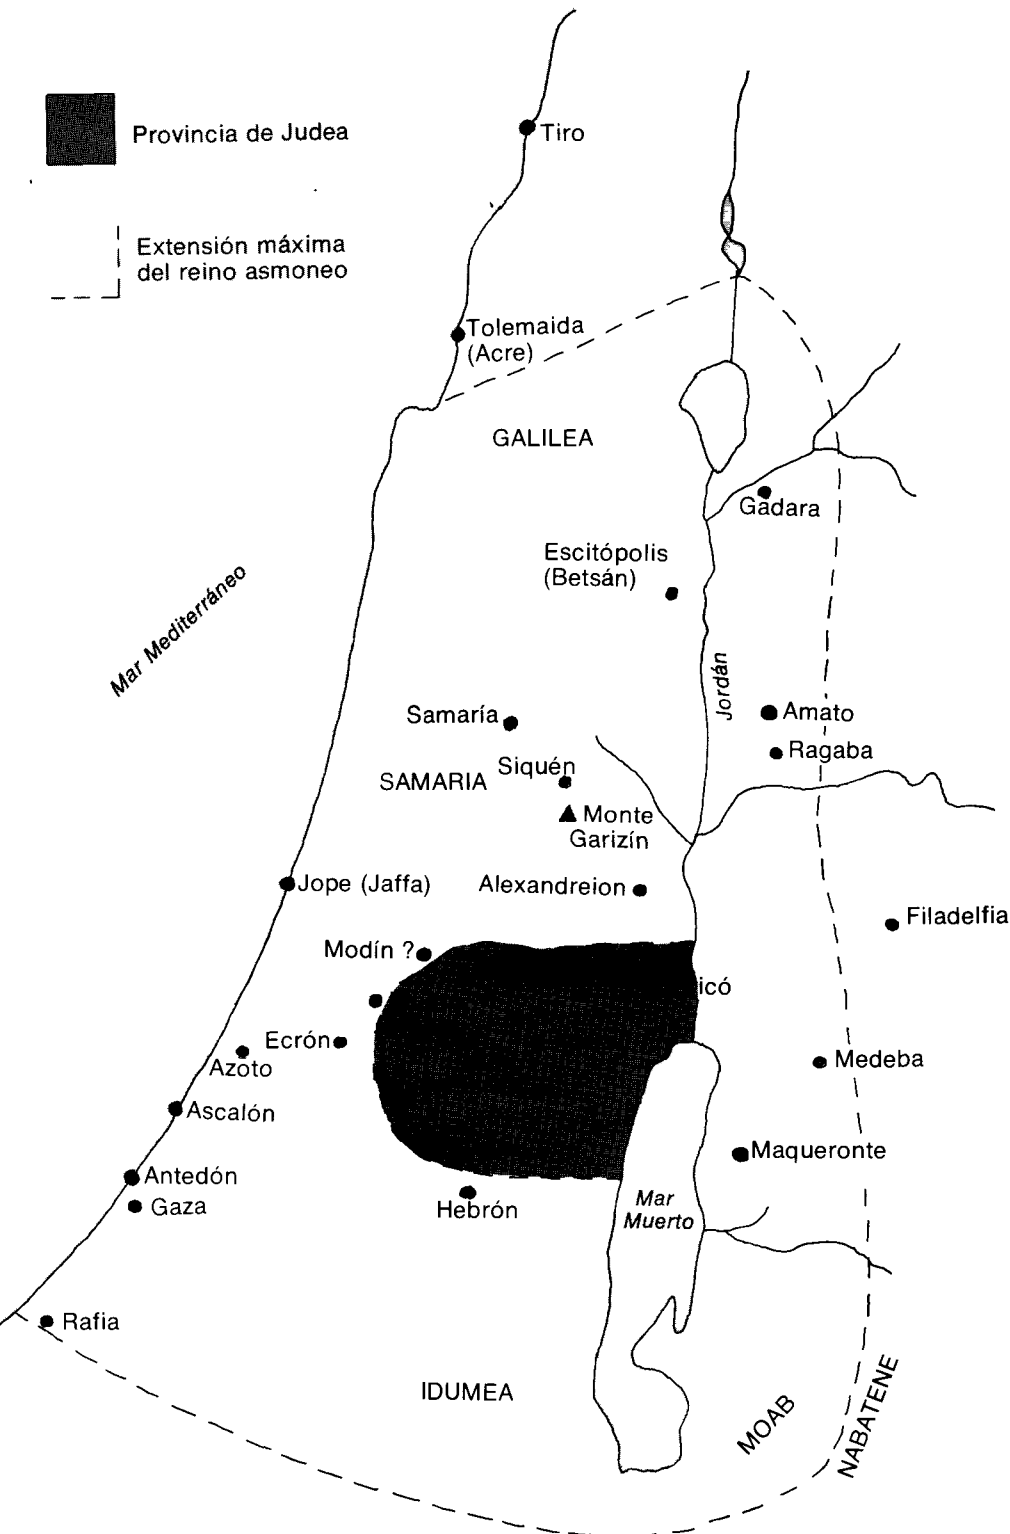 Provincia de Judea
Extensión máxima
del reino asmoneo
Tiro
Tolemaida
(Acre)
GALILEA
Gadara
Escitópolis
(Betsán)
Mar Mediterráneo
Jordán
Samaría
Amato
Ragaba
Siquén
SAMARIA
Monte
Garizín
Jope (Jaffa)
Alexandreion
Filadelfia
Modín ?
icó
Ecrón
Azoto
Medeba
Ascalón
Maqueronte
Antedón
Gaza
Hebrón
Mar
Muerto
Rafia
IDUMEA
MOAB
NABATENE